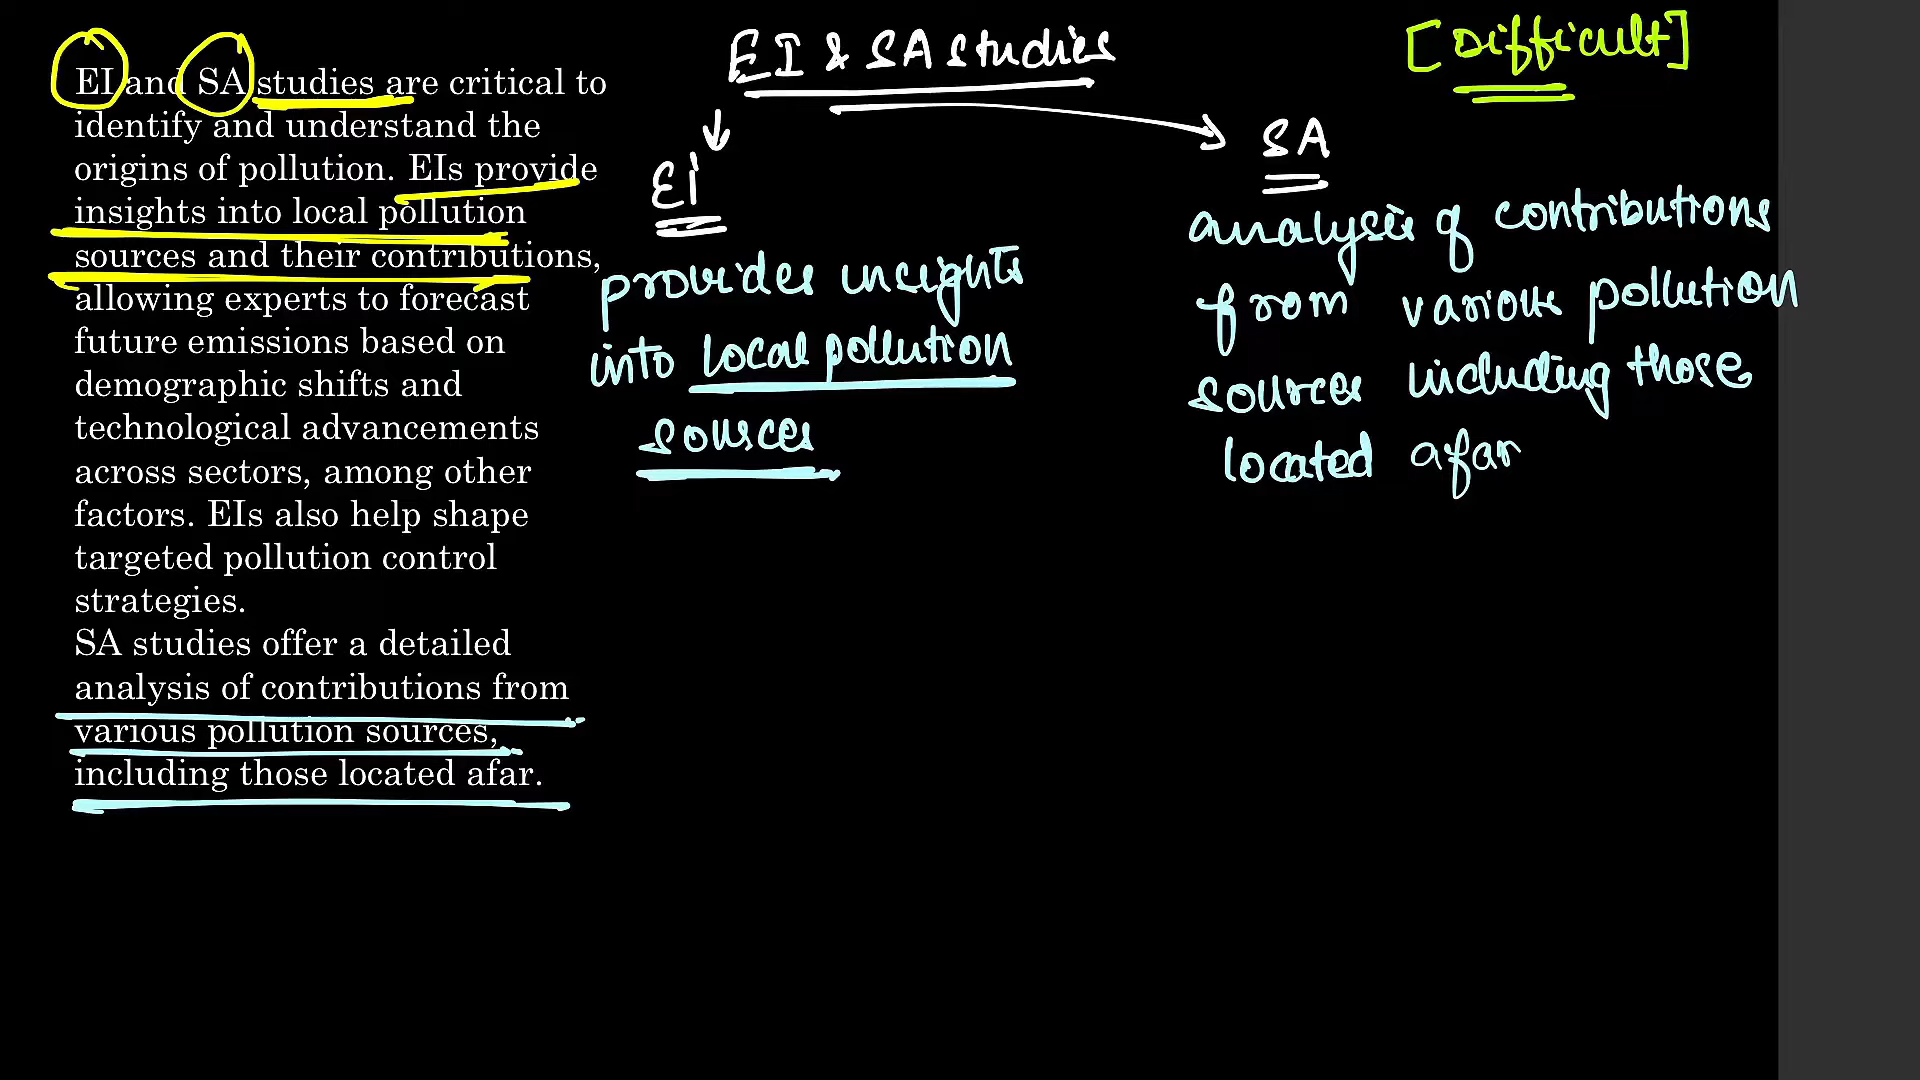 EI and SA studies are critical to
identify and understand the
origins of pollution. EIs provide
insights into local pollution
sources and their contributions,
allowing experts to forecast
future emissions based on
demographic shifts and
technological advancements
across sectors, among other
factors. EIs also help shape
targeted pollution control
strategies.
SA studies offer a detailed
analysis of contributions from
various pollution sources,
including those located afar.
EI & SA studies
[Difficult]
EI
provides insights
into local pollution
sources
SA
analysis of contributions
from various pollution
sources including those
located afar